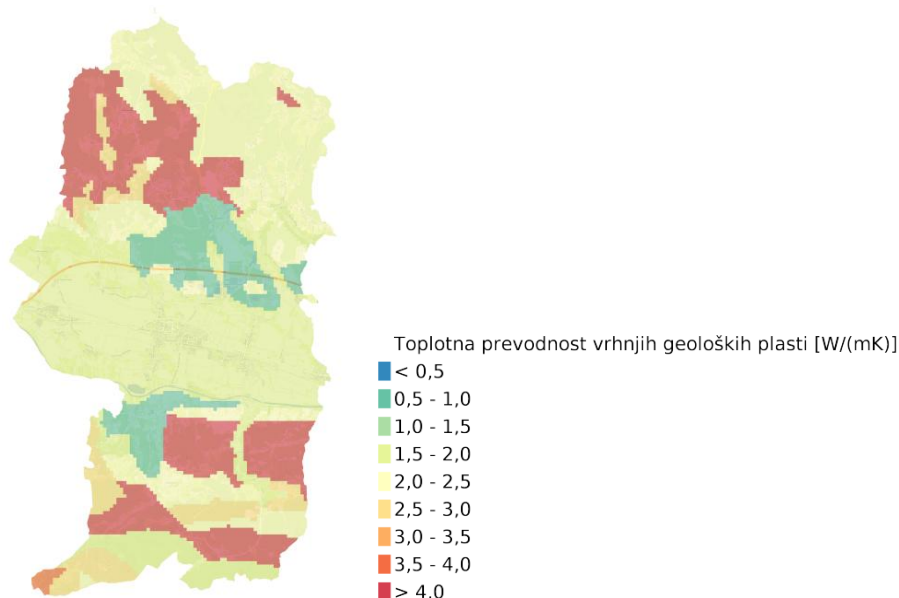 Toplotna prevodnost vrhnjih geoloških plasti [W/(mK)]
< 0,5
0,5 - 1,0
1,0 - 1,5
1,5 - 2,0
2,0 - 2,5
2,5 - 3,0
3,0 - 3,5
3,5 - 4,0
> 4,0